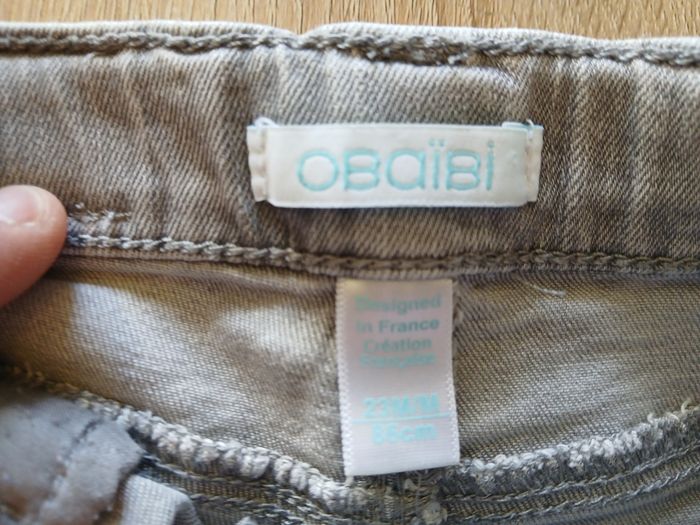 OBaïBi
Designed
in France
Création
Française
23M/M
86cm